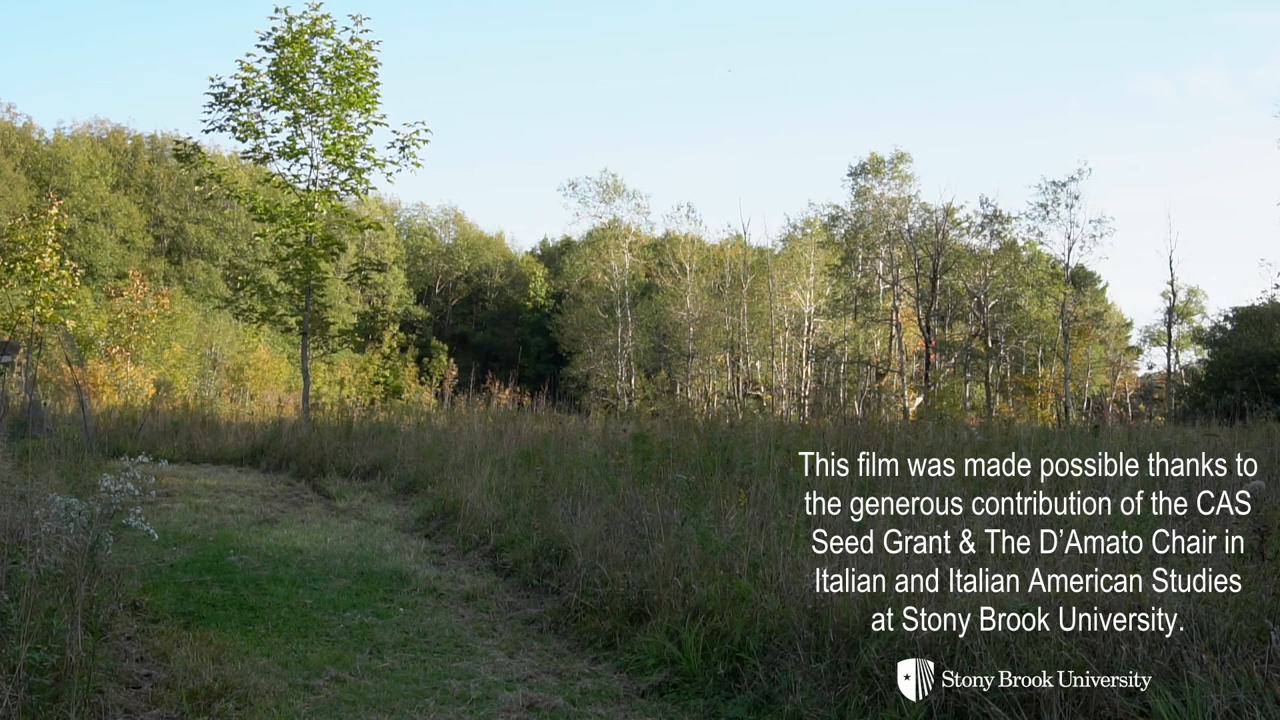 This film was made possible thanks to
the generous contribution of the CAS
Seed Grant & The D’Amato Chair in
Italian and Italian American Studies
at Stony Brook University.
Stony Brook University